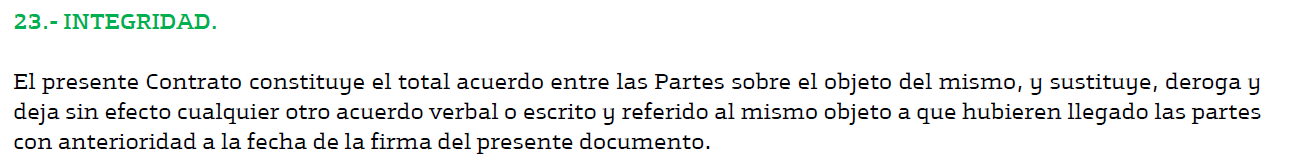 23.- INTEGRIDAD.
El presente Contrato constituye el total acuerdo entre las Partes sobre el objeto del mismo, y sustituye, deroga y
deja sin efecto cualquier otro acuerdo verbal o escrito y referido al mismo objeto a que hubieren llegado las partes
con anterioridad a la fecha de la firma del presente documento.